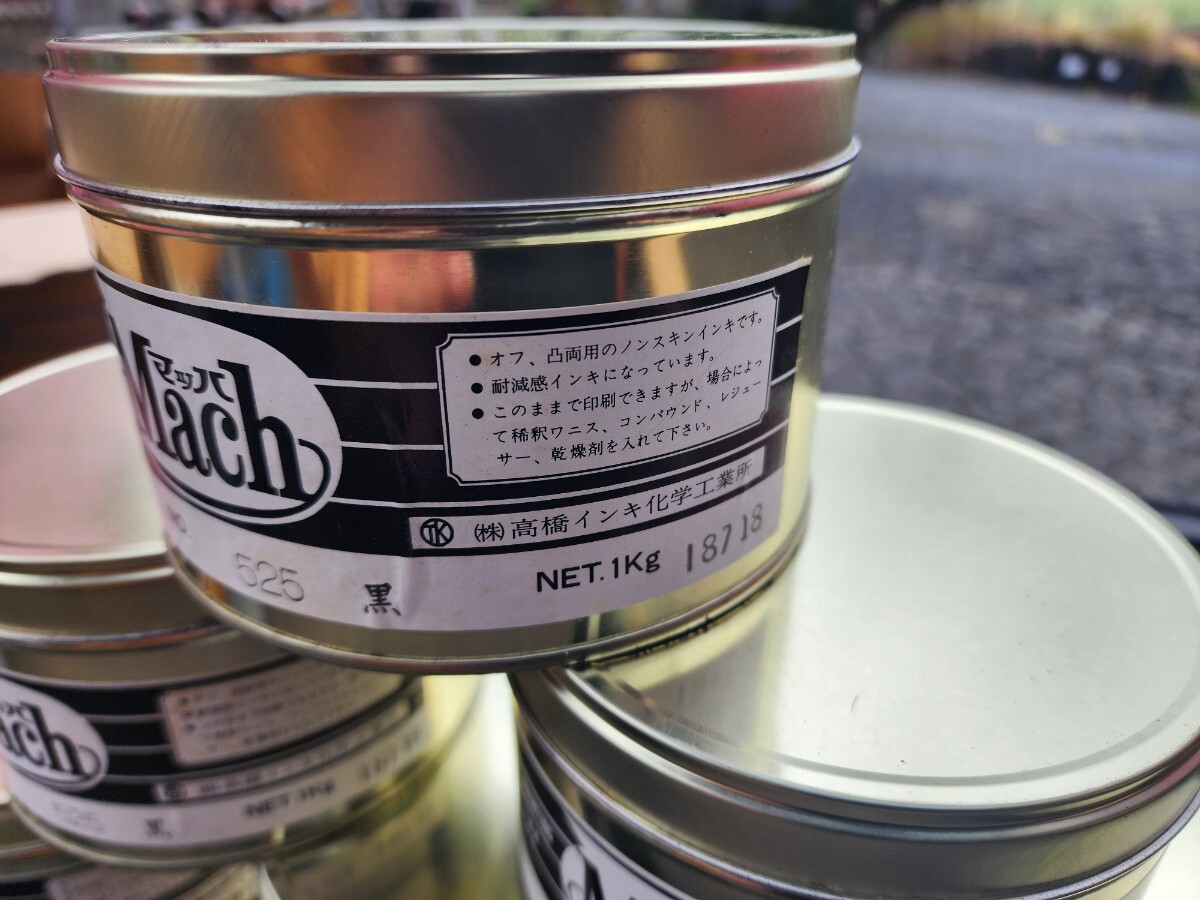 マッハ
Mach
● オフ、凸両用のノンスキンインキです。
● 耐減感インキになっています。
● このままで印刷できますが、場合によっ
て稀釈ワニス、コンパウンド、レジュー
サー、乾燥剤を入れて下さい。
TK (株)高橋インキ化学工業所
NO 525 黒 NET.1Kg 18718
Mach
525 黒 NET.1Kg